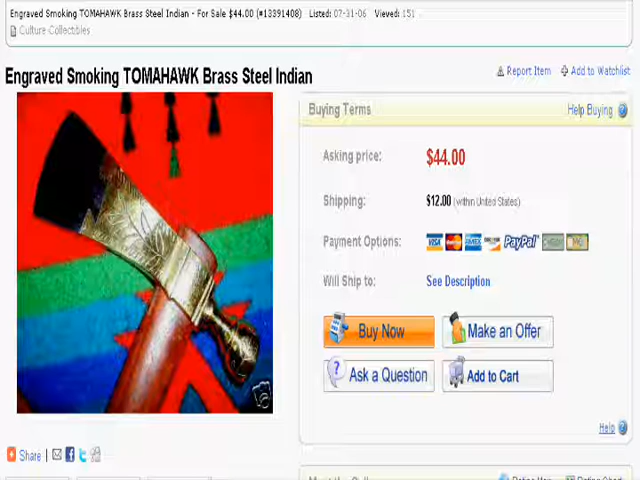 Engraved Smoking TOMAHAWK Brass Steel Indian - For Sale $44.00 (#13391408) Listed: 07-31-06 Viewed: 151
Culture Collectibles
Engraved Smoking TOMAHAWK Brass Steel Indian
Report Item Add to Watchlist
Buying Terms Help Buying ?
Asking price: $44.00
Shipping: $12.00 (within United States)
Payment Options: VISA PayPal
Will Ship to: See Description
Buy Now Make an Offer
? Ask a Question Add to Cart
Help ?
Share |